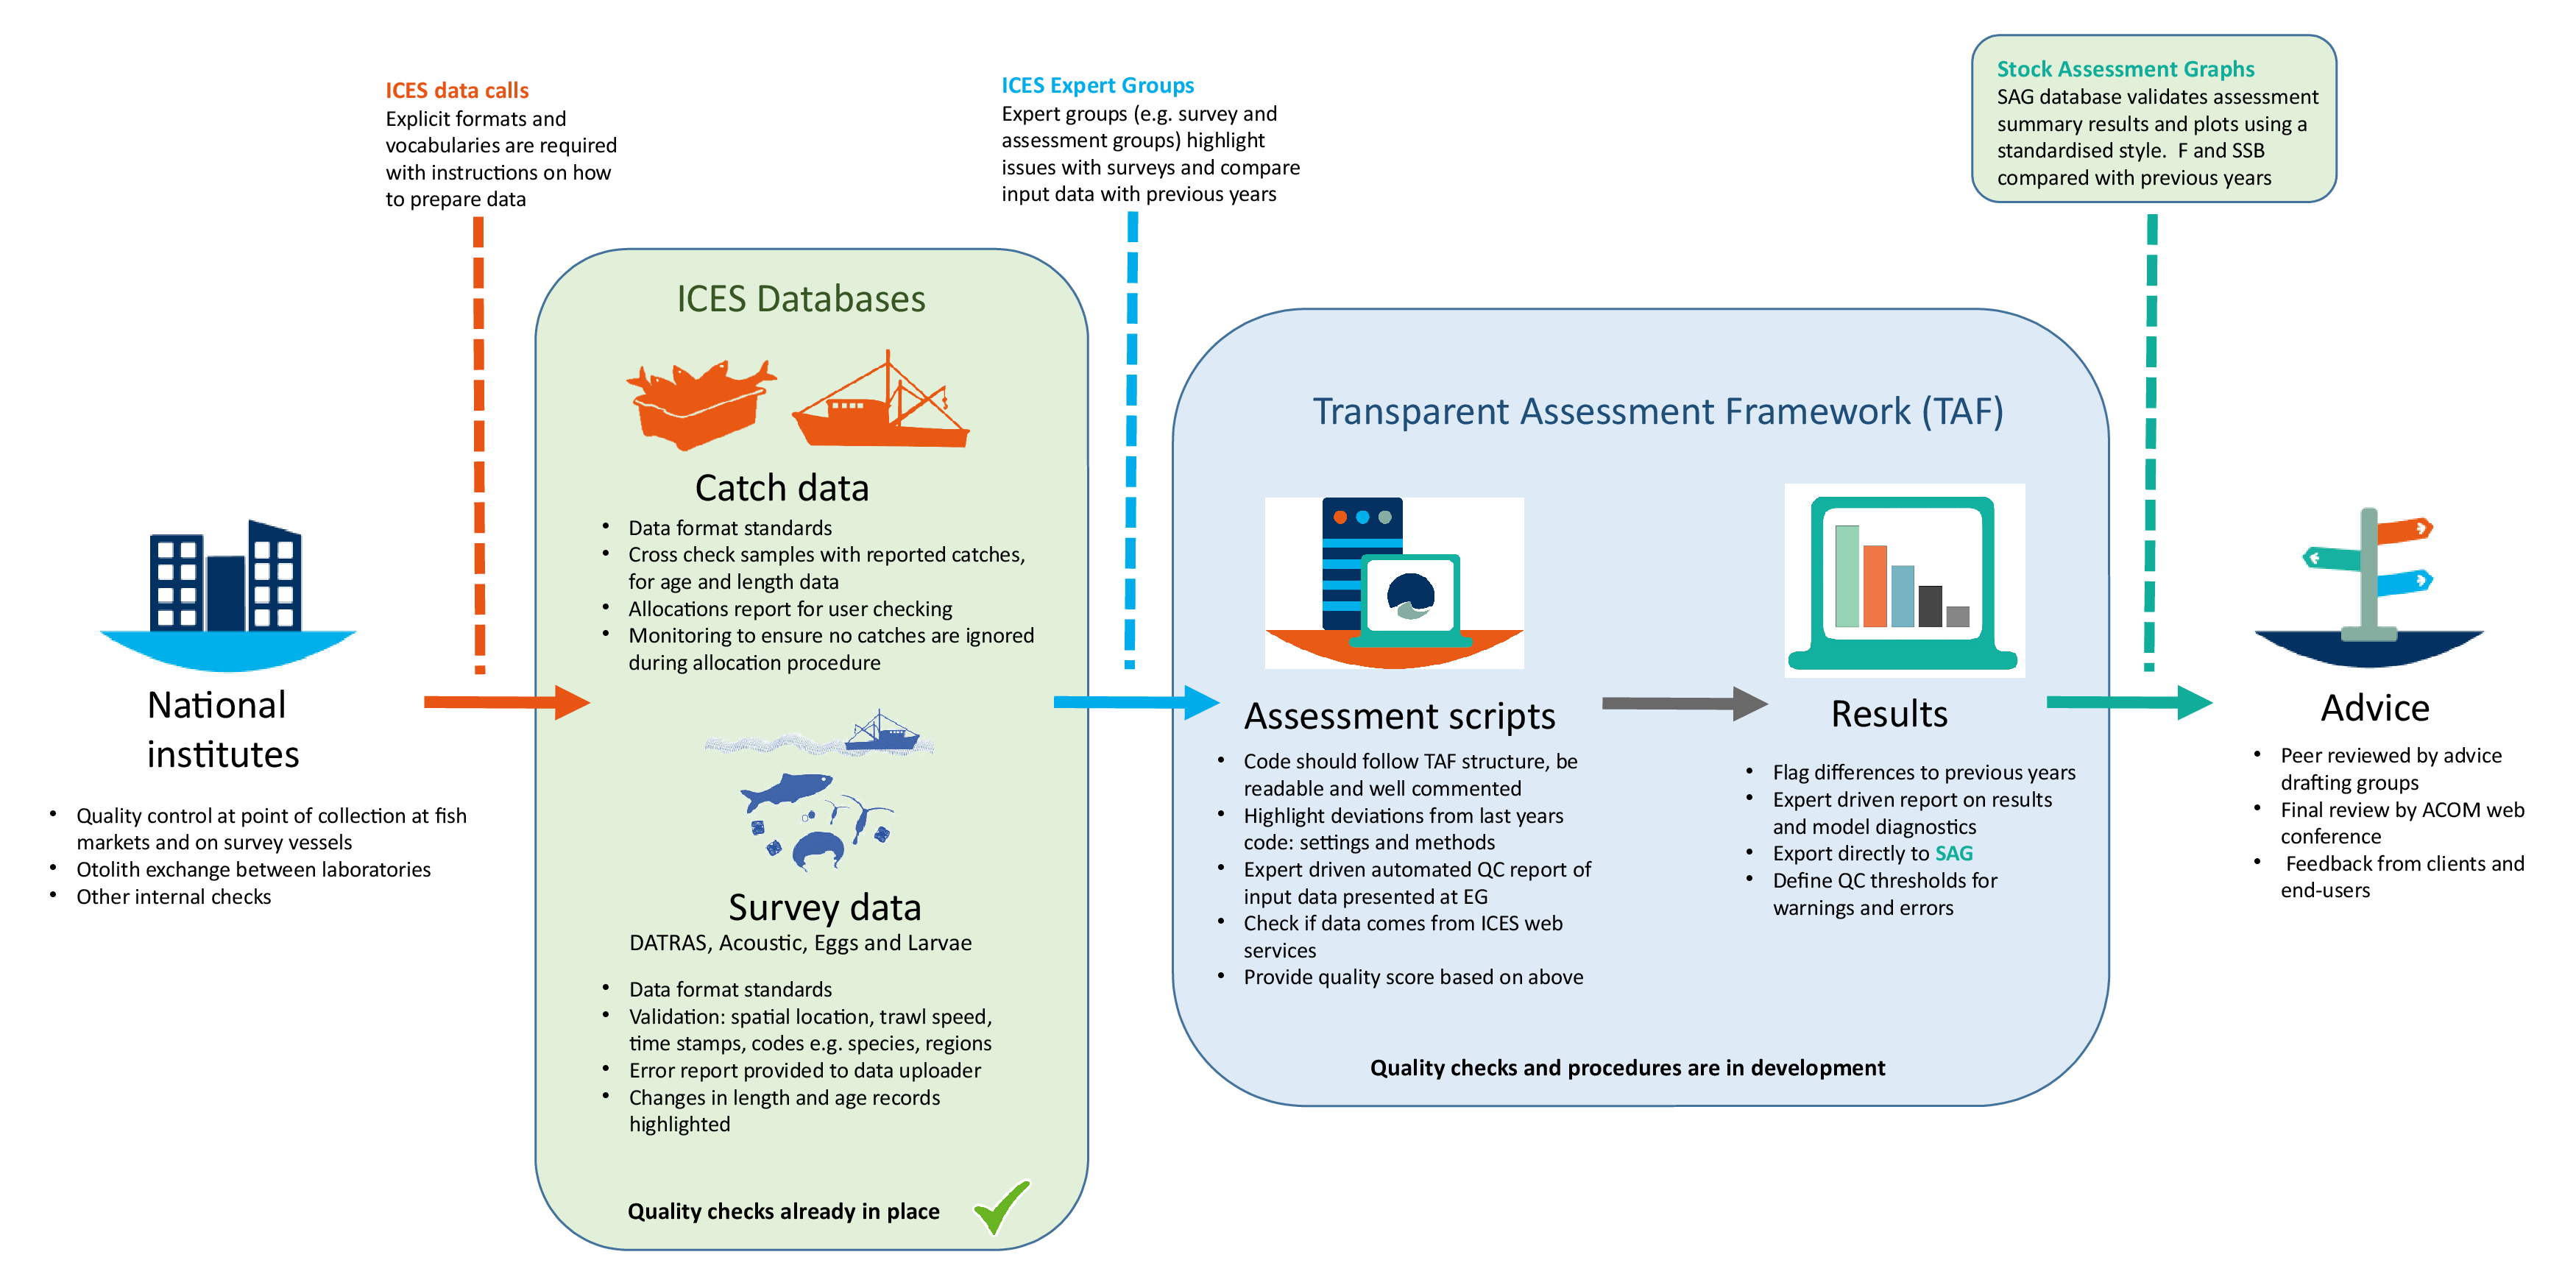 ICES data calls
Explicit formats and
vocabularies are required
with instructions on how
to prepare data
ICES Expert Groups
Expert groups (e.g. survey and
assessment groups) highlight
issues with surveys and compare
input data with previous years
Stock Assessment Graphs
SAG database validates assessment
summary results and plots using a
standardised style.  F and SSB
compared with previous years
National
institutes
• Quality control at point of collection at fish
markets and on survey vessels
• Otolith exchange between laboratories
• Other internal checks
ICES Databases
Catch data
• Data format standards
• Cross check samples with reported catches,
for age and length data
• Allocations report for user checking
• Monitoring to ensure no catches are ignored
during allocation procedure
Survey data
DATRAS, Acoustic, Eggs and Larvae
• Data format standards
• Validation: spatial location, trawl speed,
time stamps, codes e.g. species, regions
• Error report provided to data uploader
• Changes in length and age records
highlighted
Quality checks already in place
Transparent Assessment Framework (TAF)
Assessment scripts
• Code should follow TAF structure, be
readable and well commented
• Highlight deviations from last years
code: settings and methods
• Expert driven automated QC report of
input data presented at EG
• Check if data comes from ICES web
services
• Provide quality score based on above
Results
• Flag differences to previous years
• Expert driven report on results
and model diagnostics
• Export directly to SAG
• Define QC thresholds for
warnings and errors
Quality checks and procedures are in development
Advice
• Peer reviewed by advice
drafting groups
• Final review by ACOM web
conference
• Feedback from clients and
end-users